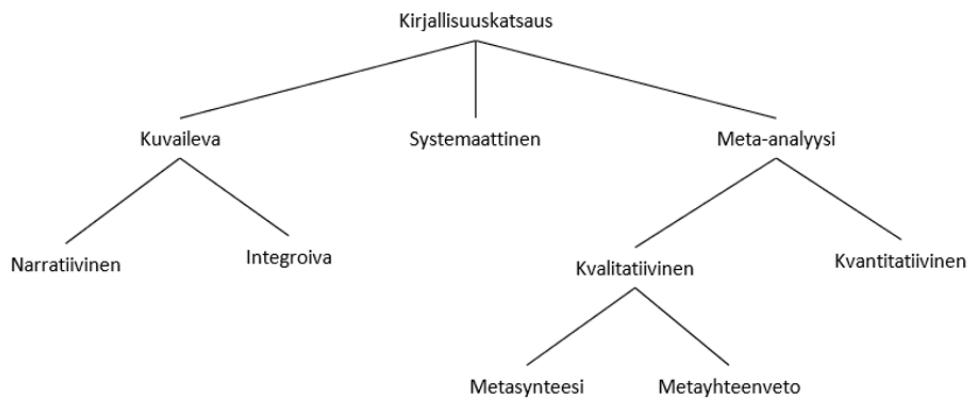 Kirjallisuuskatsaus
Kuvaileva
Systemaattinen
Meta-analyysi
Narratiivinen
Integroiva
Kvalitatiivinen
Kvantitatiivinen
Metasynteesi
Metayhteenveto